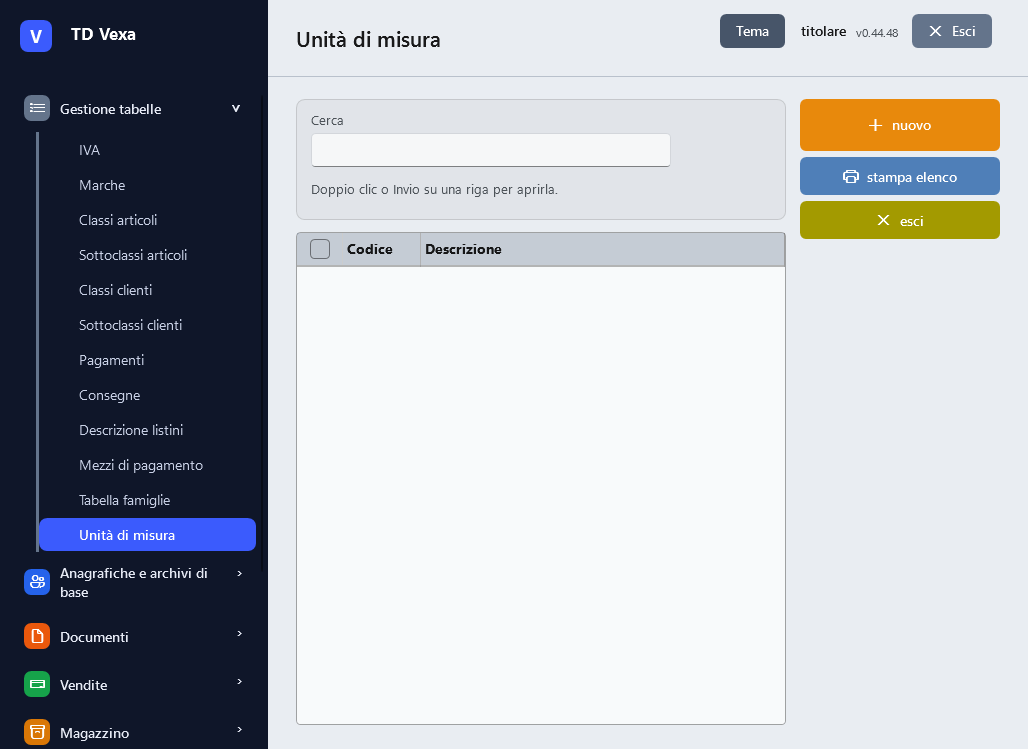 V
TD Vexa
Unità di misura
Tema
titolare
v0.44.48
Esci
Gestione tabelle
IVA
Marche
Classi articoli
Sottoclassi articoli
Classi clienti
Sottoclassi clienti
Pagamenti
Consegne
Descrizione listini
Mezzi di pagamento
Tabella famiglie
Unità di misura
Anagrafiche e archivi di
base
Documenti
Vendite
Magazzino
Cerca
Doppio clic o Invio su una riga per aprirla.
Codice
Descrizione
nuovo
stampa elenco
esci